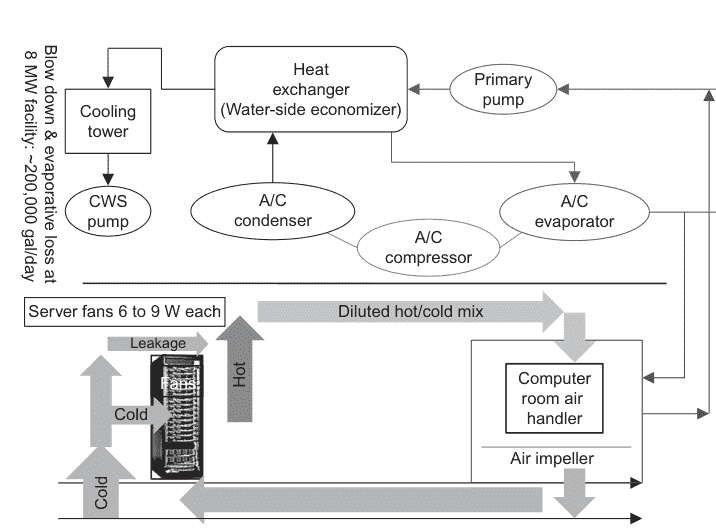 Blow down & evaporative loss at
8 MW facility: ~200,000 gal/day
Cooling
tower
CWS
pump
Heat
exchanger
(Water-side economizer)
Primary
pump
A/C
condenser
A/C
compressor
A/C
evaporator
Server fans 6 to 9 W each
Leakage
Diluted hot/cold mix
Hot
Fans
Cold
Cold
Computer
room air
handler
Air impeller